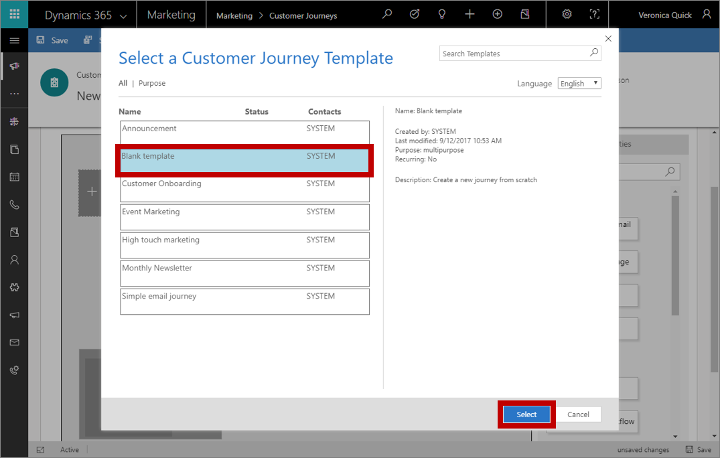 Dynamics 365
Marketing
Marketing > Customer Journeys
Veronica Quick
Save
Custo
New
Select a Customer Journey Template
Search Templates
All | Purpose
Language English
Name Status Contacts
Announcement SYSTEM
Blank template SYSTEM
Customer Onboarding SYSTEM
Event Marketing SYSTEM
High touch marketing SYSTEM
Monthly Newsletter SYSTEM
Simple email journey SYSTEM
Name: Blank template
Created by: SYSTEM
Last modified: 9/12/2017 10:53 AM
Purpose: multipurpose
Recurring: No
Description: Create a new journey from scratch
on
ties
mail
ge
flow
Select
Cancel
Active
unsaved changes
Save